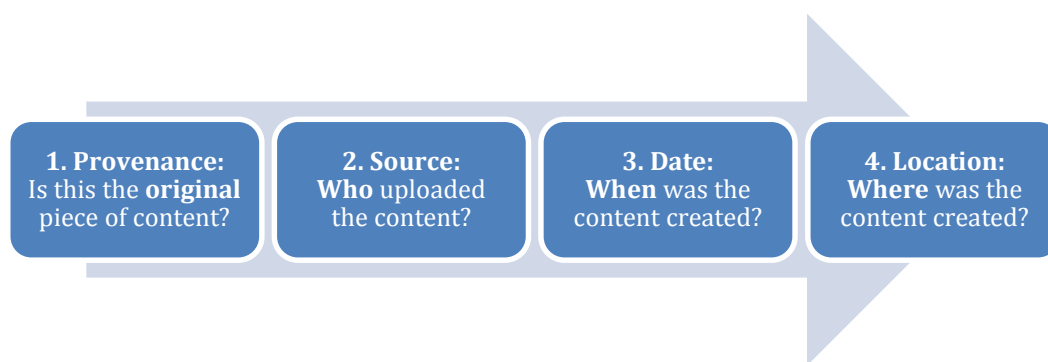 1. Provenance:
Is this the original
piece of content?
2. Source:
Who uploaded
the content?
3. Date:
When was the
content created?
4. Location:
Where was the
content created?